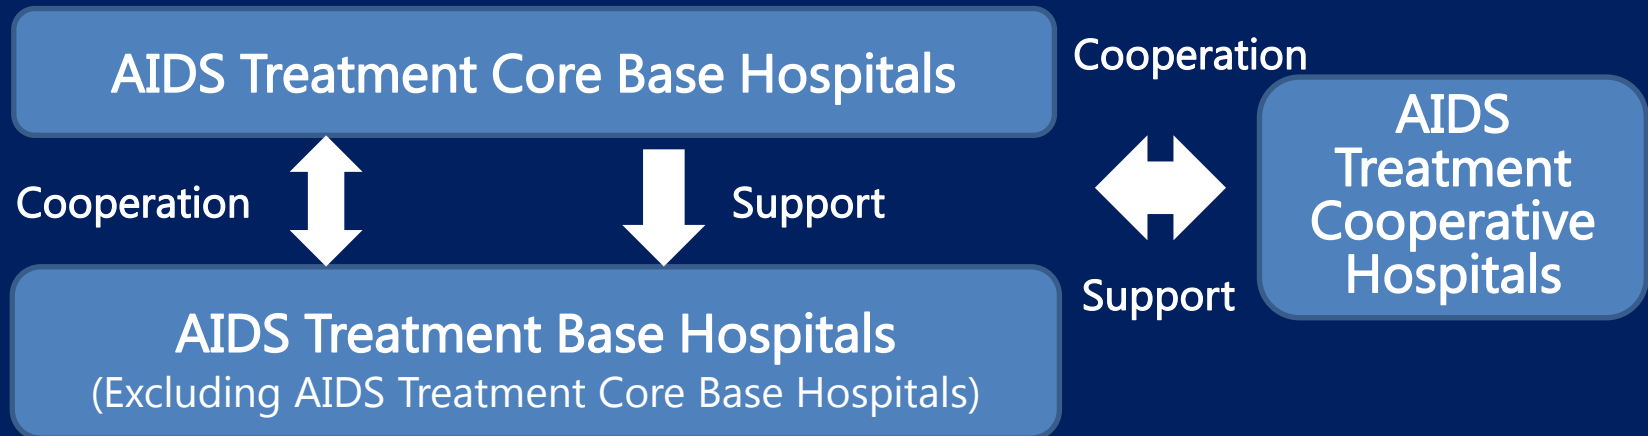 AIDS Treatment Core Base Hospitals
Cooperation
Support
AIDS Treatment Base Hospitals
(Excluding AIDS Treatment Core Base Hospitals)
Cooperation
Support
AIDS
Treatment
Cooperative
Hospitals